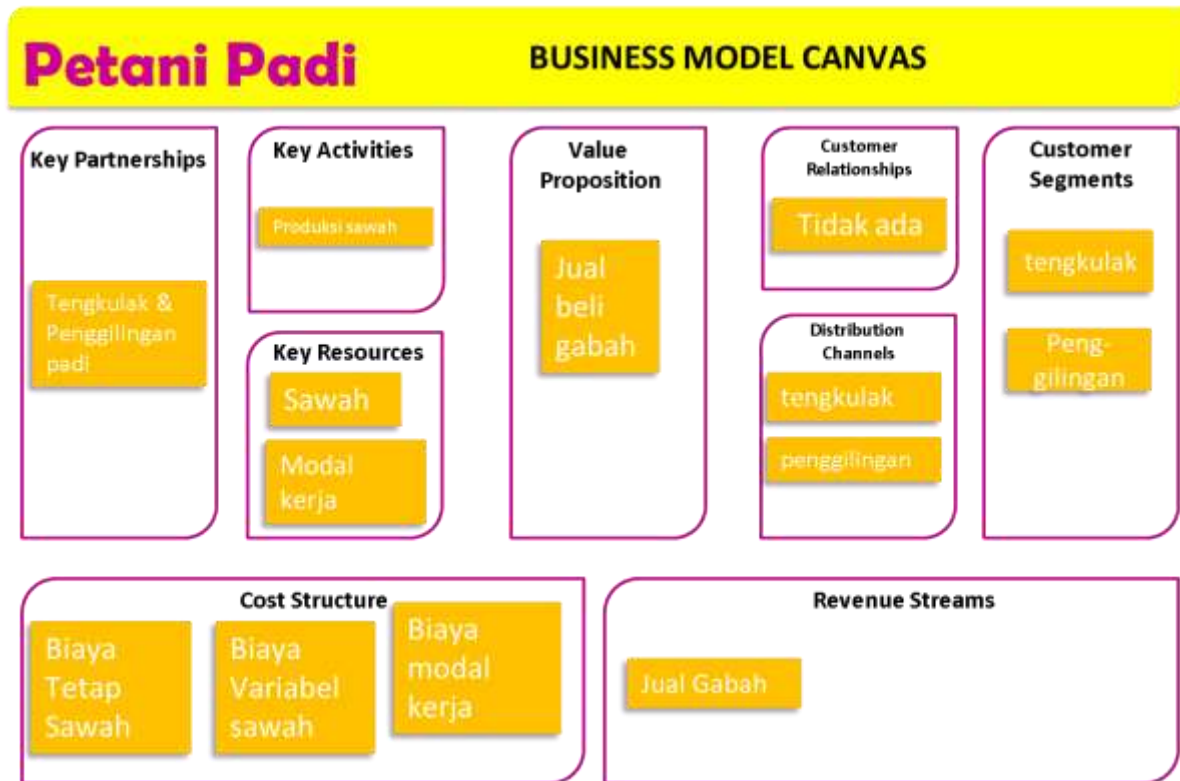 Petani Padi
BUSINESS MODEL CANVAS
Key Partnerships
Tengkulak &
Penggilingan
padi
Key Activities
Produksi sawah
Key Resources
Sawah
Modal
kerja
Value
Proposition
Jual
beli
gabah
Customer
Relationships
Tidak ada
Distribution
Channels
tengkulak
penggilingan
Customer
Segments
tengkulak
Peng-
gilingan
Cost Structure
Biaya
Tetap
Sawah
Biaya
Variabel
sawah
Biaya
modal
kerja
Revenue Streams
Jual Gabah